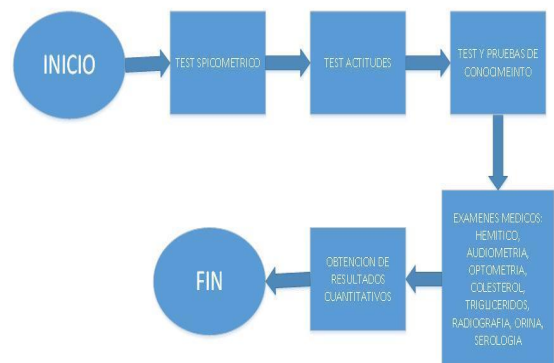 INICIO
TEST SPICOMETRICO
TEST ACTITUDES
TEST Y PRUEBAS DE
CONOCIMEINTO
EXAMENES MEDICOS:
HEMITICO,
AUDIOMETRIA,
OPTOMETRIA,
COLESTEROL,
TRIGLICERIDOS,
RADIOGRAFIA, ORINA,
SEROLOGIA
OBTENCION DE
RESULTADOS
CUANTITATIVOS
FIN